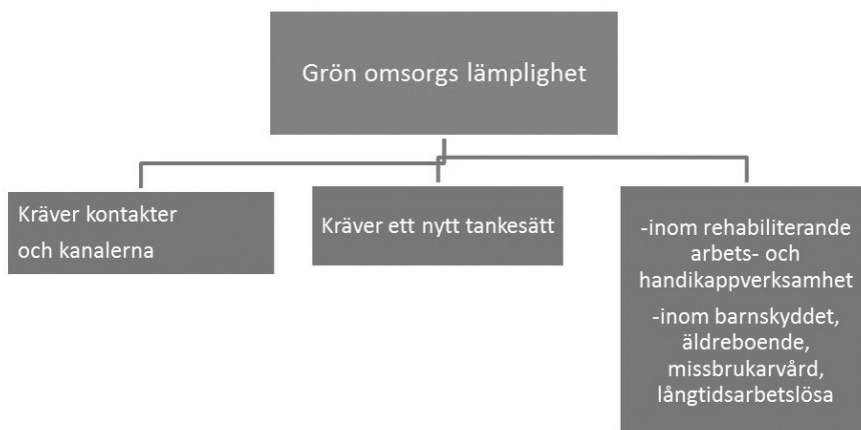 Grön omsorgs lämplighet
Kräver kontakter
och kanalerna
Kräver ett nytt tankesätt
-inom rehabiliterande
arbets- och
handikappverksamhet
-inom barnskyddet,
äldreboende,
missbrukarvård,
långtidsarbetslösa